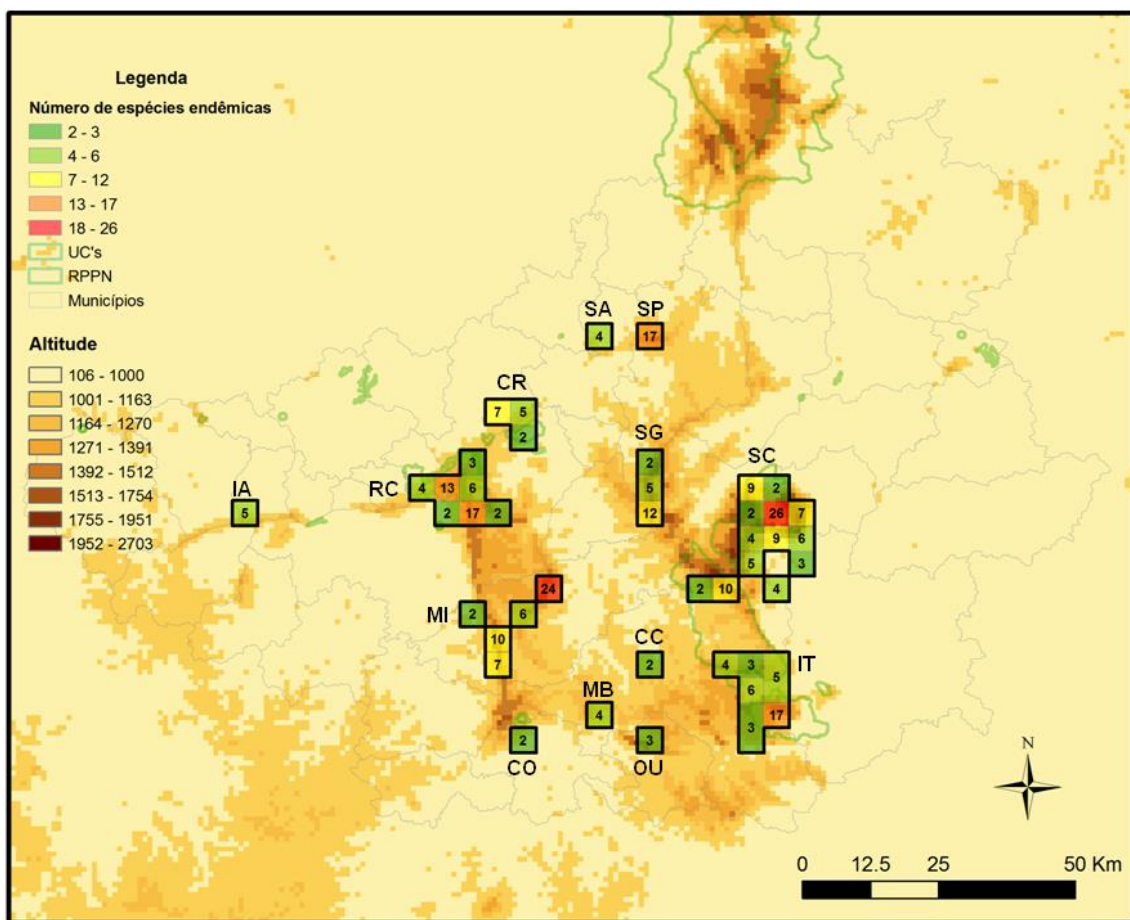 Legenda
Número de espécies endêmicas
2 - 3
4 - 6
7 - 12
13 - 17
18 - 26
UC's
RPPN
Municípios
Altitude
106 - 1000
1001 - 1163
1164 - 1270
1271 - 1391
1392 - 1512
1513 - 1754
1755 - 1951
1952 - 2703
SA SP
4 17
CR
7 5
2
SG
2
5
12
SC
9 2
2 26 7
4 9 6
5 3
2 10 4
RC
3
4 13 6
2 17 2
IA
5
24
MI
2 6
10
7
CC
2
IT
4 3 5
6
17
3
MB
4
CO
2
OU
3
N
0 12.5 25 50 Km